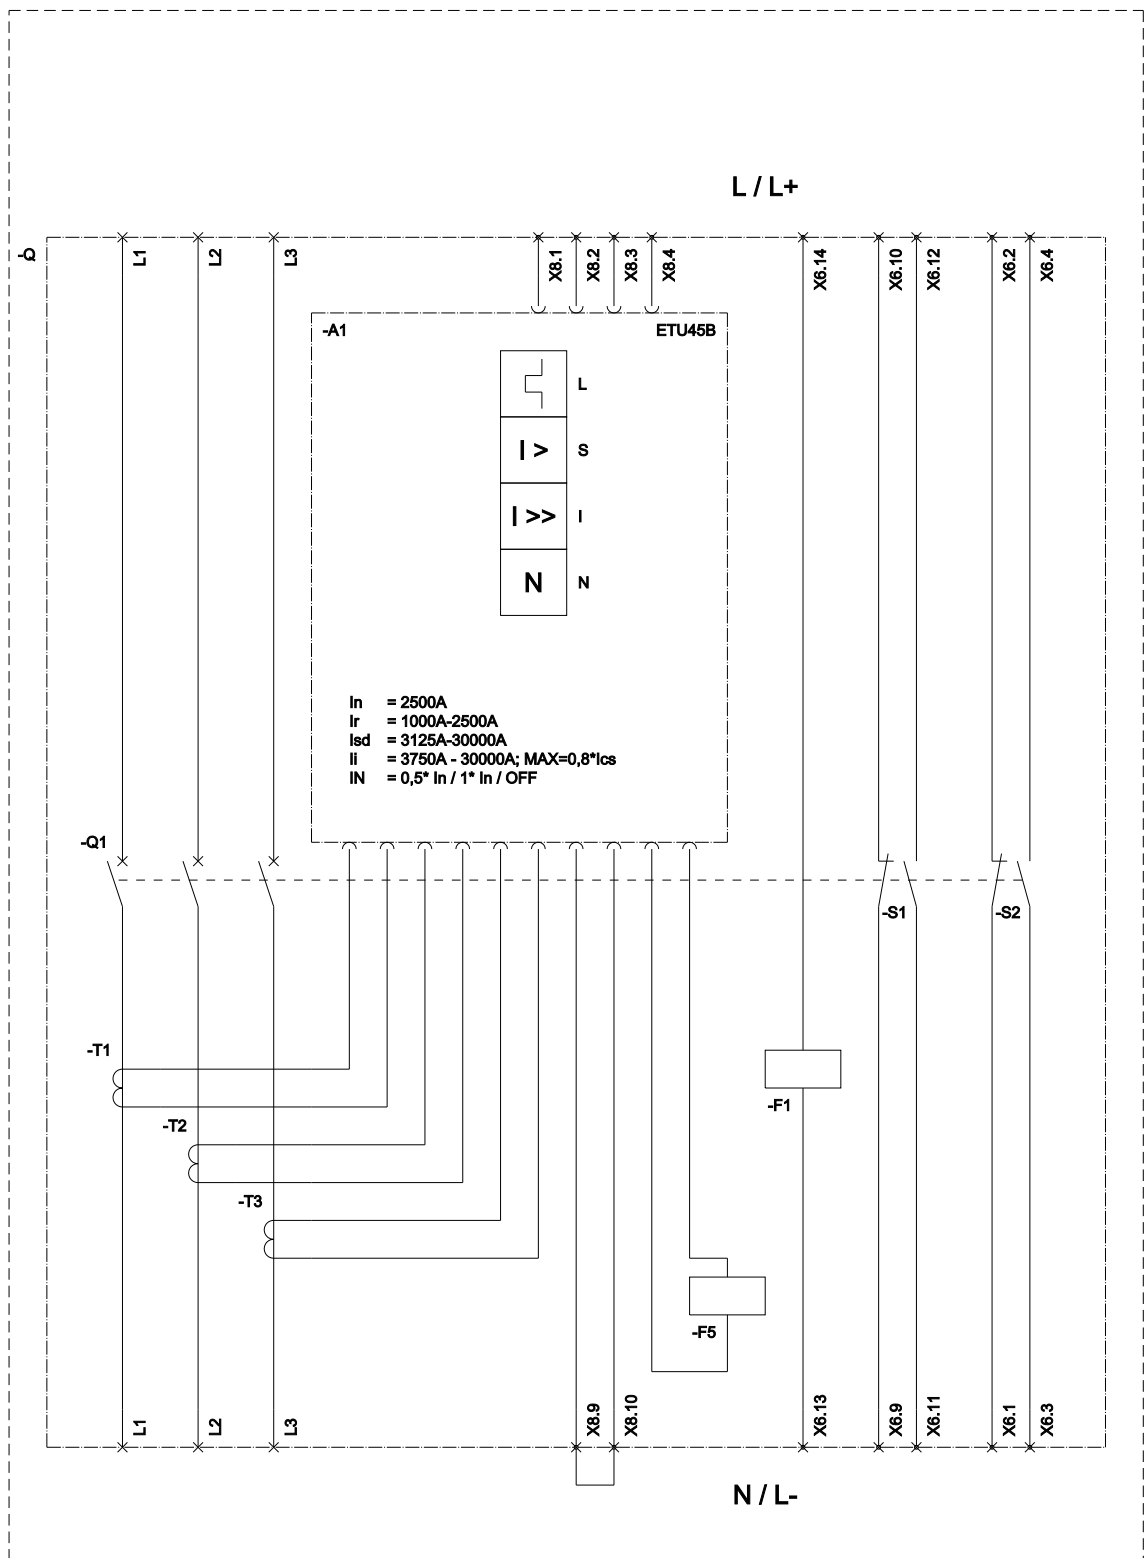 L / L+
-Q
L1
L2
L3
X8.1
X8.2
X8.3
X8.4
X6.14
X6.10
X6.12
X6.2
X6.4
-A1
ETU45B
L
I >
S
I >>
I
N
N
In = 2500A
Ir = 1000A-2500A
Isd = 3125A-30000A
Ii = 3750A - 30000A; MAX=0,8*Ics
IN = 0,5* In / 1* In / OFF
-Q1
-S1
-S2
-T1
-F1
-T2
-T3
-F5
L1
L2
L3
X8.9
X8.10
X6.13
X6.9
X6.11
X6.1
X6.3
N / L-